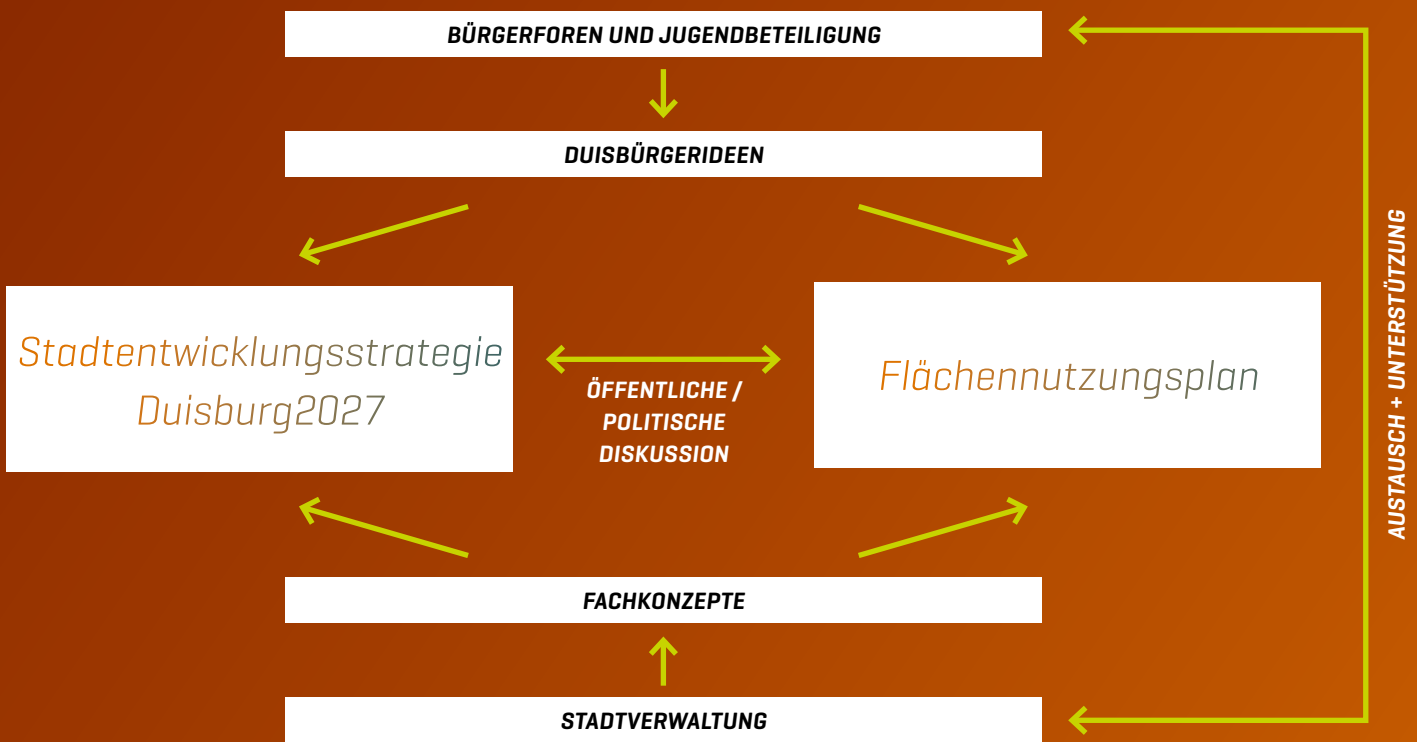 BÜRGERFOREN UND JUGENDBETEILIGUNG
DUISBÜRGERIDEEN
Stadtentwicklungsstrategie
Duisburg2027
ÖFFENTLICHE /
POLITISCHE
DISKUSSION
Flächennutzungsplan
AUSTAUSCH + UNTERSTÜTZUNG
FACHKONZEPTE
STADTVERWALTUNG